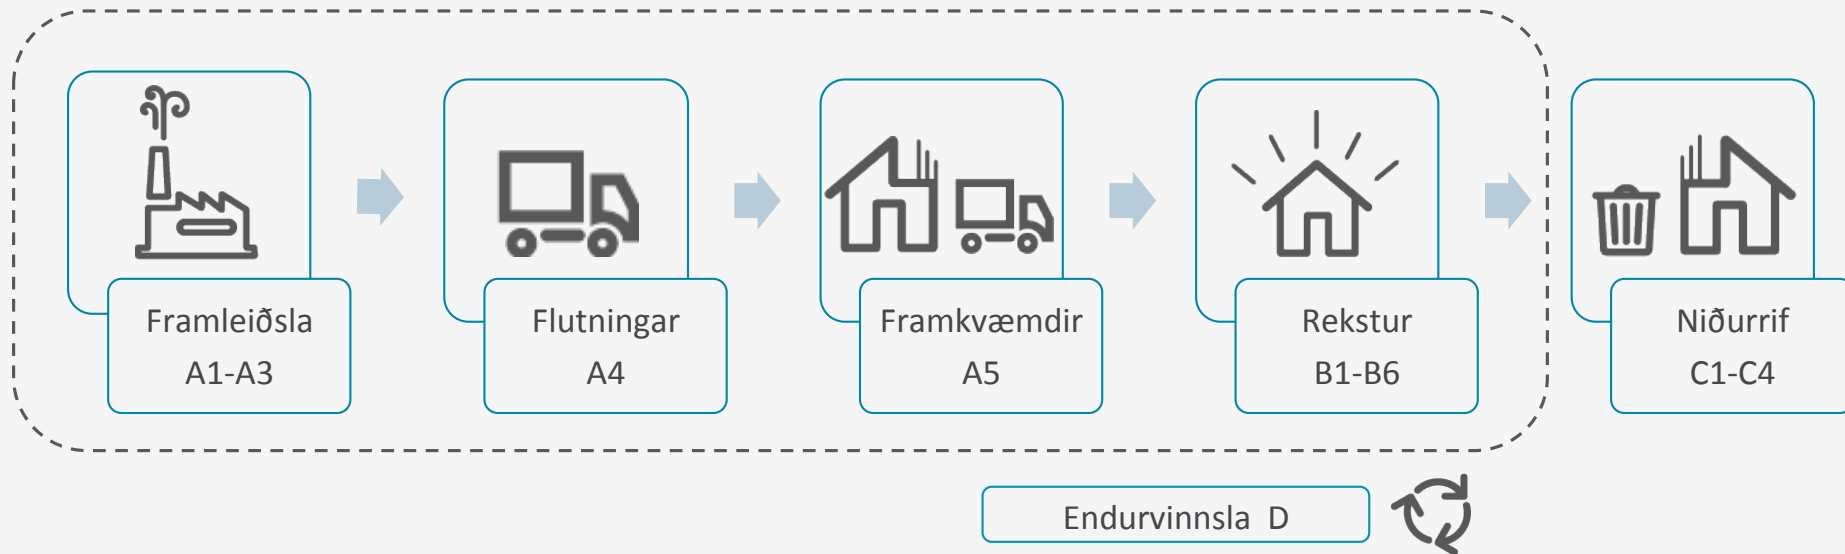 Framleiðsla
A1-A3
Flutningar
A4
Framkvæmdir
A5
Rekstur
B1-B6
Niðurrif
C1-C4
Endurvinnsla D